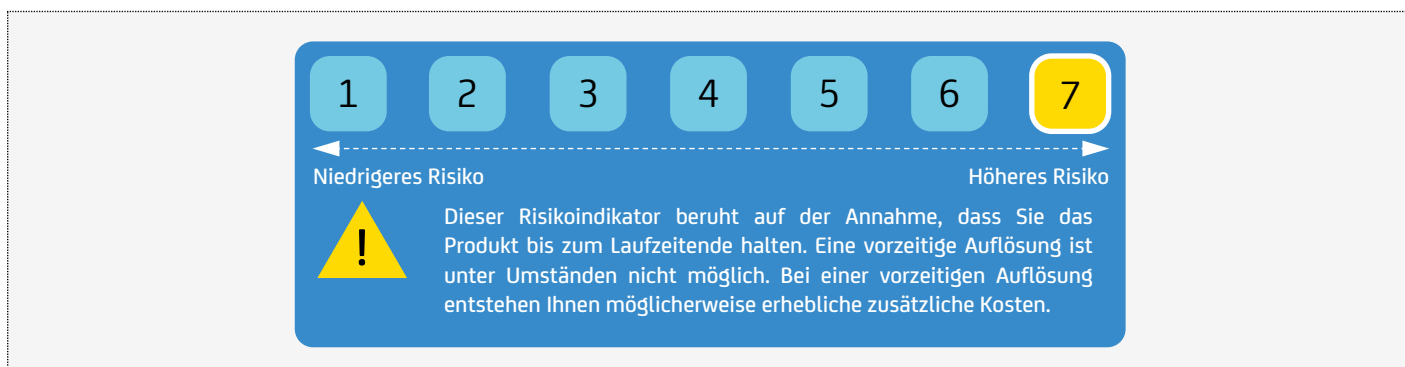 1 2 3 4 5 6 7
Niedrigeres Risiko Höheres Risiko
!
Dieser Risikoindikator beruht auf der Annahme, dass Sie das
Produkt bis zum Laufzeitende halten. Eine vorzeitige Auflösung ist
unter Umständen nicht möglich. Bei einer vorzeitigen Auflösung
entstehen Ihnen möglicherweise erhebliche zusätzliche Kosten.